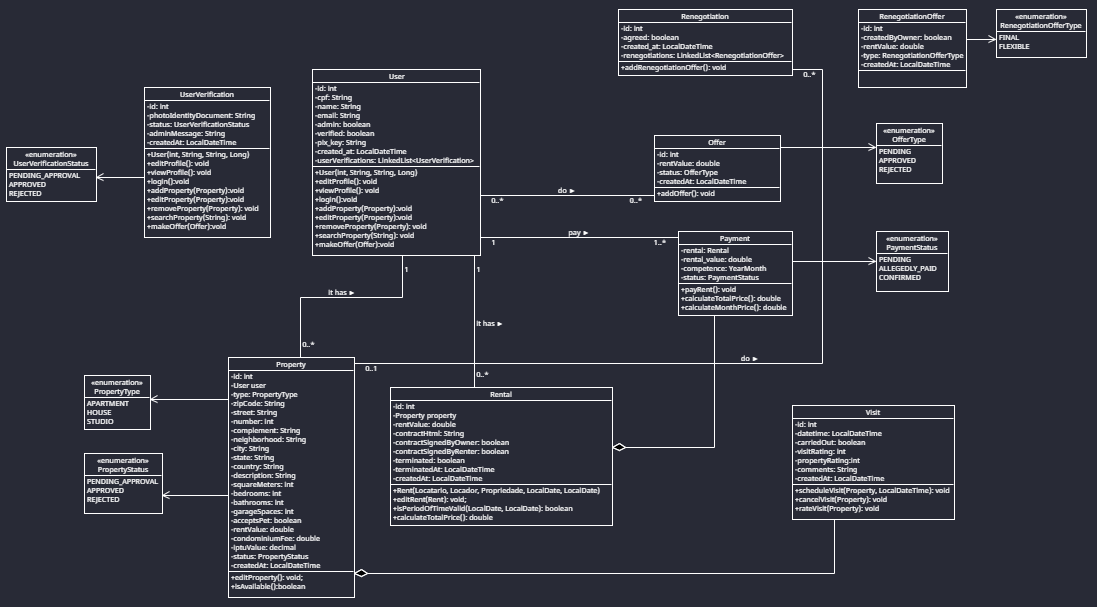 Renegotiation
-id: int
-agreed: boolean
-created_at: LocalDateTime
-renegotiations: LinkedList<RenegotiationOffer>
+addRenegotiationOffer(): void
0..*
RenegotiationOffer
-id: int
-createdByOwner: boolean
-rentValue: double
-type: RenegotiationOfferType
-createdAt: LocalDateTime
«enumeration»
RenegotiationOfferType
FINAL
FLEXIBLE
User
-id: int
-cpf: String
-name: String
-email: String
-admin: boolean
-verified: boolean
-pix_key: String
-created_at: LocalDateTime
-userVerifications: LinkedList<UserVerification>
+User(int, String, String, Long)
+editProfile(): void
+viewProfile(): void
+login():void
+addProperty(Property):void
+editProperty(Property):void
+removeProperty(Property): void
+searchProperty(String): void
+makeOffer(Offer):void
UserVerification
-id: int
-photoIdentityDocument: String
-status: UserVerificationStatus
-adminMessage: String
-createdAt: LocalDateTime
+User(int, String, String, Long)
+editProfile(): void
+viewProfile(): void
+login():void
+addProperty(Property):void
+editProperty(Property):void
+removeProperty(Property): void
+searchProperty(String): void
+makeOffer(Offer):void
«enumeration»
UserVerificationStatus
PENDING_APPROVAL
APPROVED
REJECTED
Offer
-id: int
-rentValue: double
-status: OfferType
-createdAt: LocalDateTime
+addOffer(): void
«enumeration»
OfferType
PENDING
APPROVED
REJECTED
do ►
0..*
0..*
pay ►
1
1..*
Payment
-rental: Rental
-rental_value: double
-competence: YearMonth
-status: PaymentStatus
+payRent(): void
+calculateTotalPrice(): double
+calculateMonthPrice(): double
«enumeration»
PaymentStatus
PENDING
ALLEGEDLY_PAID
CONFIRMED
1
1
it has ►
it has ►
0..*
0..1
do ►
0..*
Property
-id: int
-User user
-type: PropertyType
-zipCode: String
-street: String
-number: int
-complement: String
-neighborhood: String
-city: String
-state: String
-country: String
-description: String
-squareMeters: int
-bedrooms: int
-bathrooms: int
-garageSpaces: int
-acceptsPet: boolean
-rentValue: double
-condominiumFee: double
-iptuValue: decimal
-status: PropertyStatus
-createdAt: LocalDateTime
+editProperty(): void;
+isAvailable():boolean
«enumeration»
PropertyType
APARTMENT
HOUSE
STUDIO
«enumeration»
PropertyStatus
PENDING_APPROVAL
APPROVED
REJECTED
Rental
-id: int
-Property property
-rentValue: double
-contractHtml: String
-contractSignedByOwner: boolean
-contractSignedByRenter: boolean
-terminated: boolean
-terminatedAt: LocalDateTime
-createdAt: LocalDateTime
+Rent(Locatario, Locador, Propriedade, LocalDate, LocalDate)
+editRent(Rent): void;
+isPeriodOfTimeValid(LocalDate, LocalDate): boolean
+calculateTotalPrice(): double
Visit
-id: int
-datetime: LocalDateTime
-carriedOut: boolean
-visitRating: int
-propertyRating:int
-comments: String
-createdAt: LocalDateTime
+scheduleVisit(Property, LocalDateTime): void
+cancelVisit(Property): void
+rateVisit(Property): void